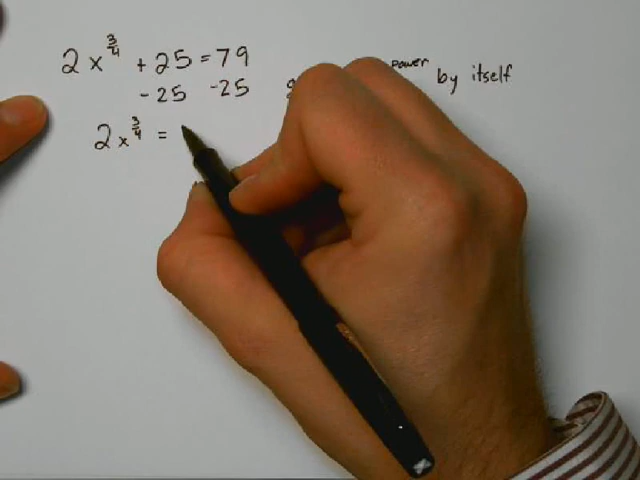 2x^{3/4} + 25 = 79
-25 -25
power by itself
2x^{3/4} =